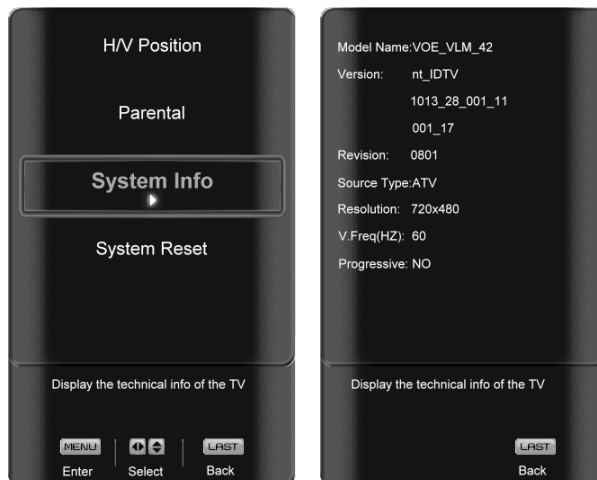 H/V Position
Parental
System Info
System Reset
Display the technical info of the TV
MENU LAST
Enter Select Back
Model Name:VOE_VLM_42
Version: nt_IDTV
1013_28_001_11
001_17
Revision: 0801
Source Type:ATV
Resolution: 720x480
V.Freq(HZ): 60
Progressive: NO
Display the technical info of the TV
LAST
Back